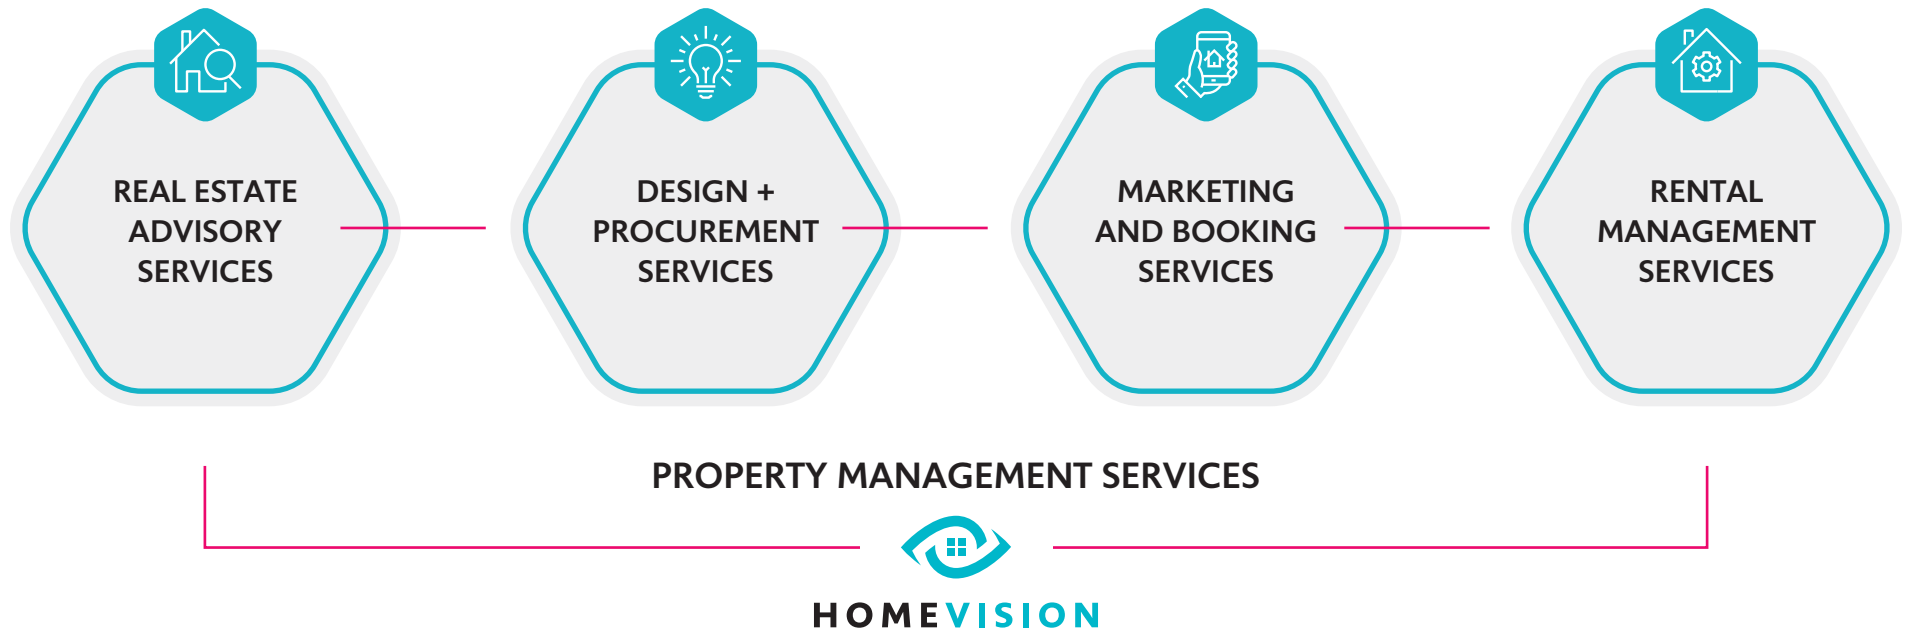 REAL ESTATE
ADVISORY
SERVICES
DESIGN +
PROCUREMENT
SERVICES
MARKETING
AND BOOKING
SERVICES
RENTAL
MANAGEMENT
SERVICES
PROPERTY MANAGEMENT SERVICES
HOMEVISION